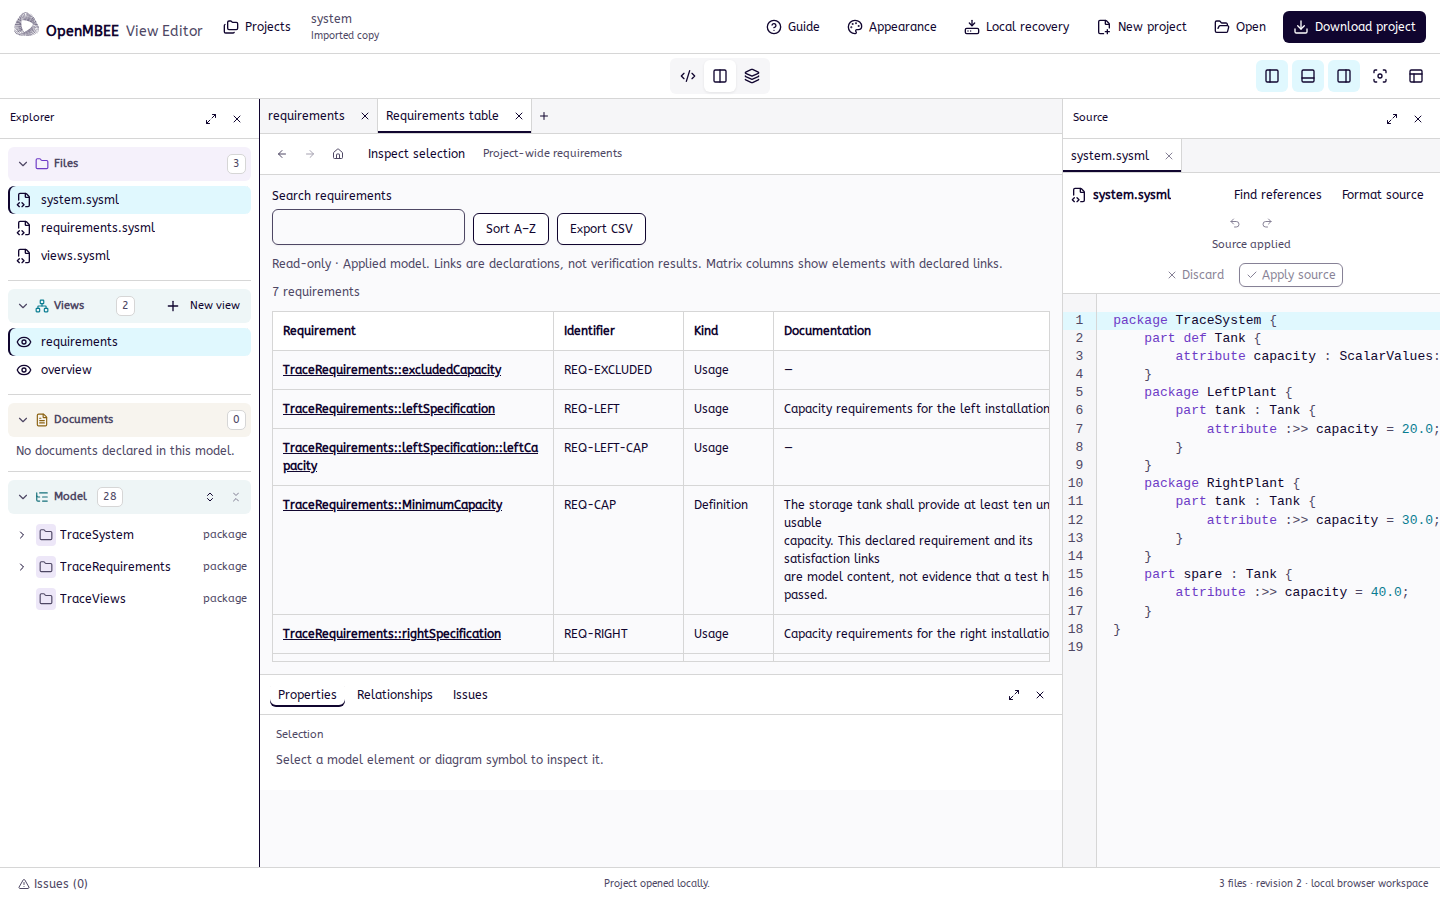 OpenMBEE View Editor
Projects
system
Imported copy
Guide
Appearance
Local recovery
New project
Open
Download project
Explorer
Files
3
system.sysml
requirements.sysml
views.sysml
Views
2
New view
requirements
overview
Documents
0
No documents declared in this model.
Model
28
TraceSystem
package
TraceRequirements
package
TraceViews
package
requirements
Requirements table
Inspect selection
Project-wide requirements
Search requirements
Sort A–Z
Export CSV
Read-only · Applied model. Links are declarations, not verification results. Matrix columns show elements with declared links.
7 requirements
Requirement Identifier Kind Documentation
TraceRequirements::excludedCapacity REQ-EXCLUDED Usage —
TraceRequirements::leftSpecification REQ-LEFT Usage Capacity requirements for the left installation
TraceRequirements::leftSpecification::leftCa
pacity
REQ-LEFT-CAP Usage —
TraceRequirements::MinimumCapacity REQ-CAP Definition The storage tank shall provide at least ten un
usable
capacity. This declared requirement and its
satisfaction links
are model content, not evidence that a test h
passed.
TraceRequirements::rightSpecification REQ-RIGHT Usage Capacity requirements for the right installatio
Properties
Relationships
Issues
Selection
Select a model element or diagram symbol to inspect it.
Source
system.sysml
system.sysml
Find references
Format source
Source applied
Discard
Apply source
1 package TraceSystem {
2 part def Tank {
3 attribute capacity : ScalarValues:
4 }
5 package LeftPlant {
6 part tank : Tank {
7 attribute :>> capacity = 20.0;
8 }
9 }
10 package RightPlant {
11 part tank : Tank {
12 attribute :>> capacity = 30.0;
13 }
14 }
15 part spare : Tank {
16 attribute :>> capacity = 40.0;
17 }
18 }
19
Issues (0)
Project opened locally.
3 files · revision 2 · local browser workspace